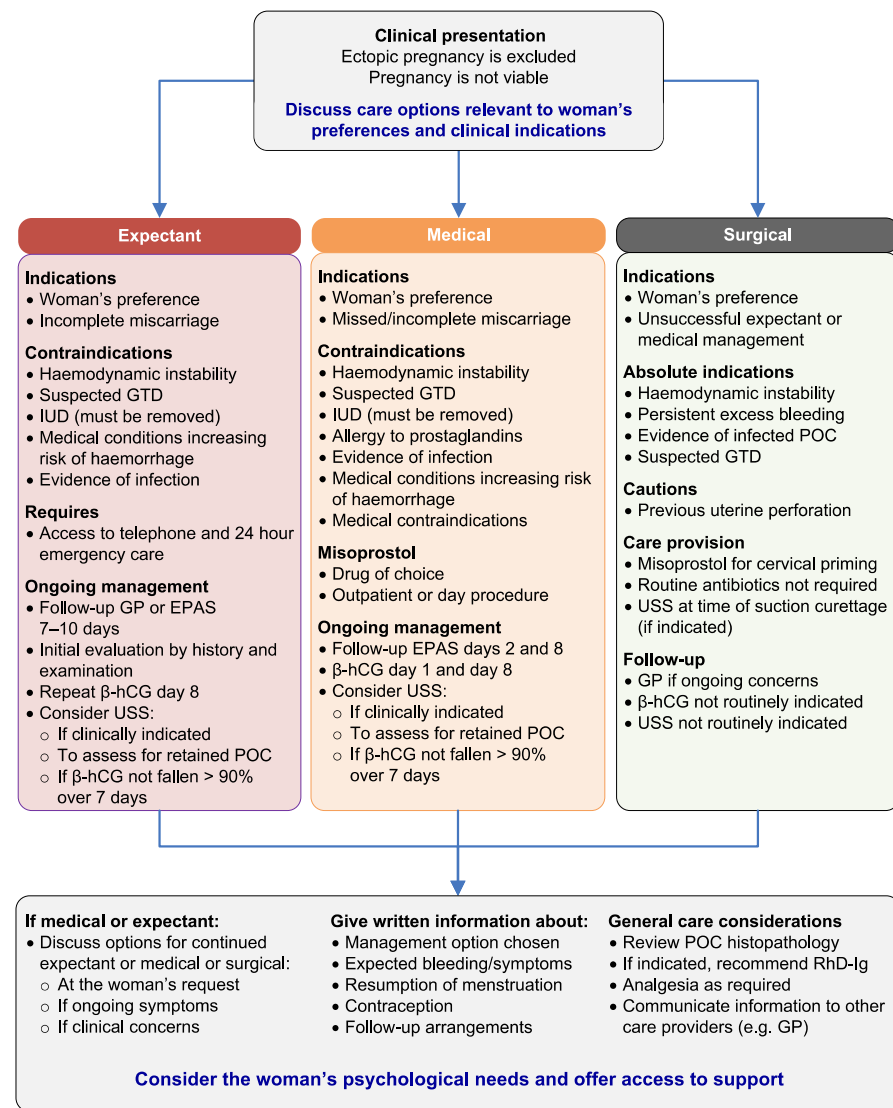 Clinical presentation
Ectopic pregnancy is excluded
Pregnancy is not viable
Discuss care options relevant to woman's
preferences and clinical indications
Expectant
Indications
• Woman's preference
• Incomplete miscarriage
Contraindications
• Haemodynamic instability
• Suspected GTD
• IUD (must be removed)
• Medical conditions increasing
risk of haemorrhage
• Evidence of infection
Requires
• Access to telephone and 24 hour
emergency care
Ongoing management
• Follow-up GP or EPAS
7–10 days
• Initial evaluation by history and
examination
• Repeat β-hCG day 8
• Consider USS:
o If clinically indicated
o To assess for retained POC
o If β-hCG not fallen > 90%
over 7 days
Medical
Indications
• Woman's preference
• Missed/incomplete miscarriage
Contraindications
• Haemodynamic instability
• Suspected GTD
• IUD (must be removed)
• Allergy to prostaglandins
• Evidence of infection
• Medical conditions increasing risk
of haemorrhage
• Medical contraindications
Misoprostol
• Drug of choice
• Outpatient or day procedure
Ongoing management
• Follow-up EPAS days 2 and 8
• β-hCG day 1 and day 8
• Consider USS:
o If clinically indicated
o To assess for retained POC
o If β-hCG not fallen > 90%
over 7 days
Surgical
Indications
• Woman's preference
• Unsuccessful expectant or
medical management
Absolute indications
• Haemodynamic instability
• Persistent excess bleeding
• Evidence of infected POC
• Suspected GTD
Cautions
• Previous uterine perforation
Care provision
• Misoprostol for cervical priming
• Routine antibiotics not required
• USS at time of suction curettage
(if indicated)
Follow-up
• GP if ongoing concerns
• β-hCG not routinely indicated
• USS not routinely indicated
If medical or expectant:
• Discuss options for continued
expectant or medical or surgical:
o At the woman's request
o If ongoing symptoms
o If clinical concerns
Give written information about:
• Management option chosen
• Expected bleeding/symptoms
• Resumption of menstruation
• Contraception
• Follow-up arrangements
General care considerations
• Review POC histopathology
• If indicated, recommend RhD-Ig
• Analgesia as required
• Communicate information to other
care providers (e.g. GP)
Consider the woman's psychological needs and offer access to support